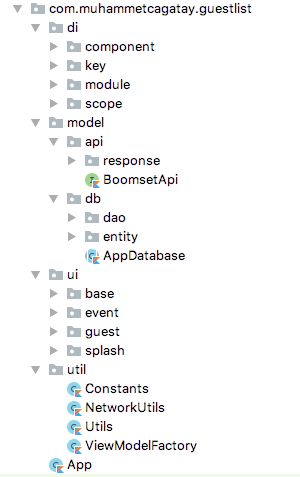 com.muhammetcagatay.guestlist
di
component
key
module
scope
model
api
response
BoomsetApi
db
dao
entity
AppDatabase
ui
base
event
guest
splash
util
Constants
NetworkUtils
Utils
ViewModelFactory
App